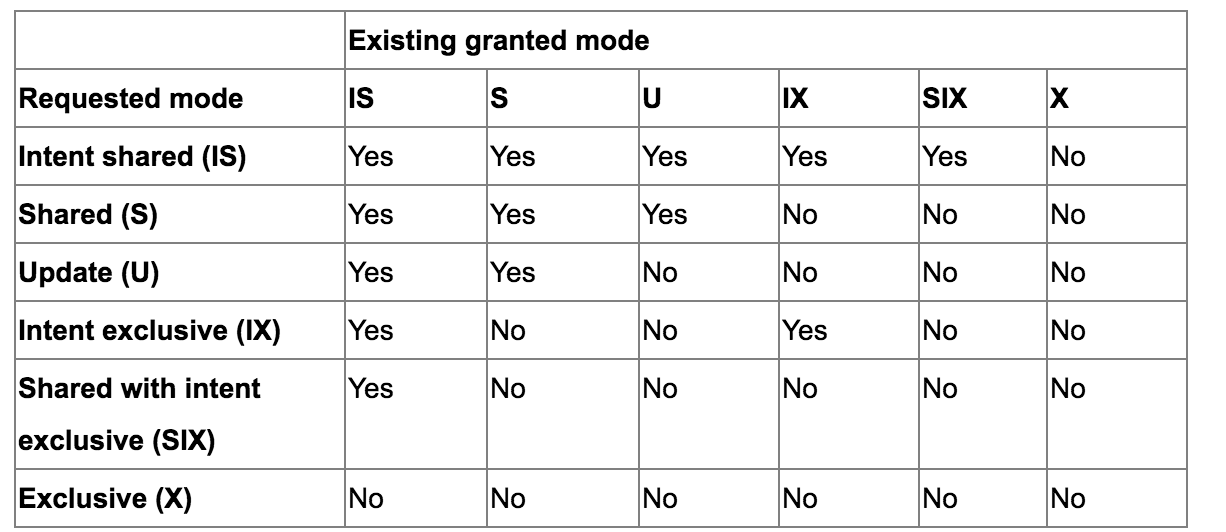 Existing granted mode
Requested mode IS S U IX SIX X
Intent shared (IS) Yes Yes Yes Yes Yes No
Shared (S) Yes Yes Yes No No No
Update (U) Yes Yes No No No No
Intent exclusive (IX) Yes No No Yes No No
Shared with intent Yes No No No No No
exclusive (SIX)
Exclusive (X) No No No No No No